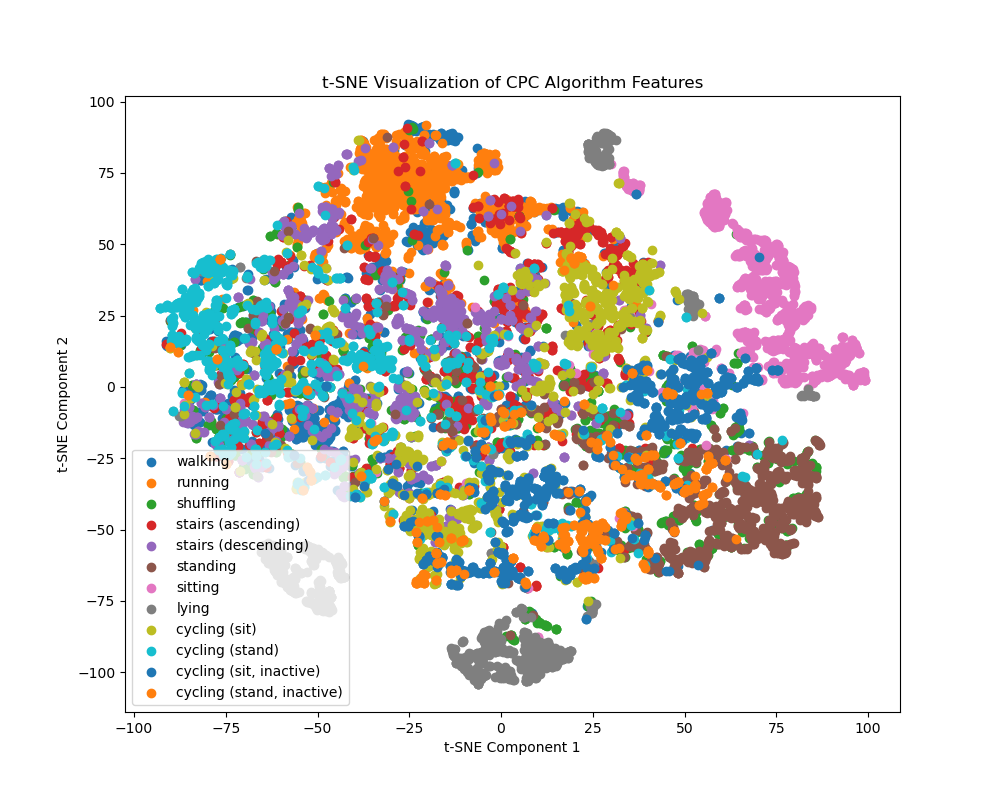 t-SNE Visualization of CPC Algorithm Features
100
75
50
25
0
−25
−50
−75
−100
t-SNE Component 2
walking
running
shuffling
stairs (ascending)
stairs (descending)
standing
sitting
lying
cycling (sit)
cycling (stand)
cycling (sit, inactive)
cycling (stand, inactive)
−100 −75 −50 −25 0 25 50 75 100
t-SNE Component 1